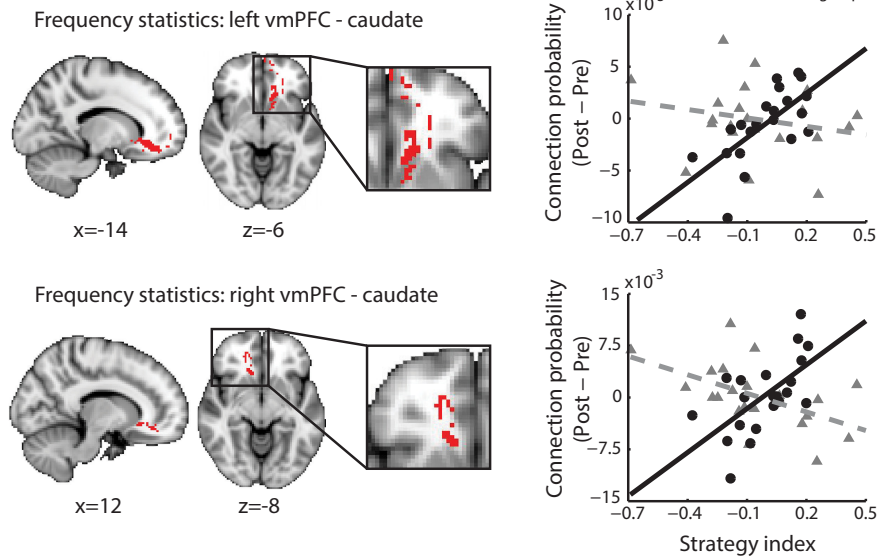 Frequency statistics: left vmPFC - caudate
x=-14
z=-6
Connection probability
(Post – Pre)
10
5
0
-5
-10
-0.7
-0.4
-0.1
0.2
0.5
Frequency statistics: right vmPFC - caudate
x=12
z=-8
Connection probability
(Post – Pre)
x10⁻³
15
7.5
0
-7.5
-15
-0.7
-0.4
-0.1
0.2
0.5
Strategy index